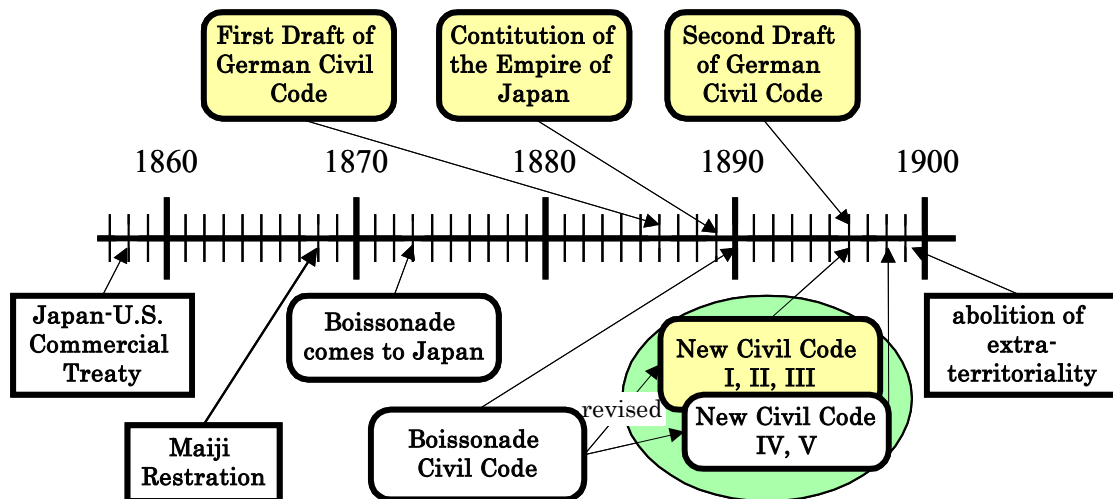 First Draft of
German Civil
Code
Contitution of
the Empire of
Japan
Second Draft
of German
Civil Code
1860
1870
1880
1890
1900
Japan-U.S.
Commercial
Treaty
Boissonade
comes to Japan
abolition of
extra-
territoriality
New Civil Code
I, II, III
revised
New Civil Code
IV, V
Maiji
Restration
Boissonade
Civil Code